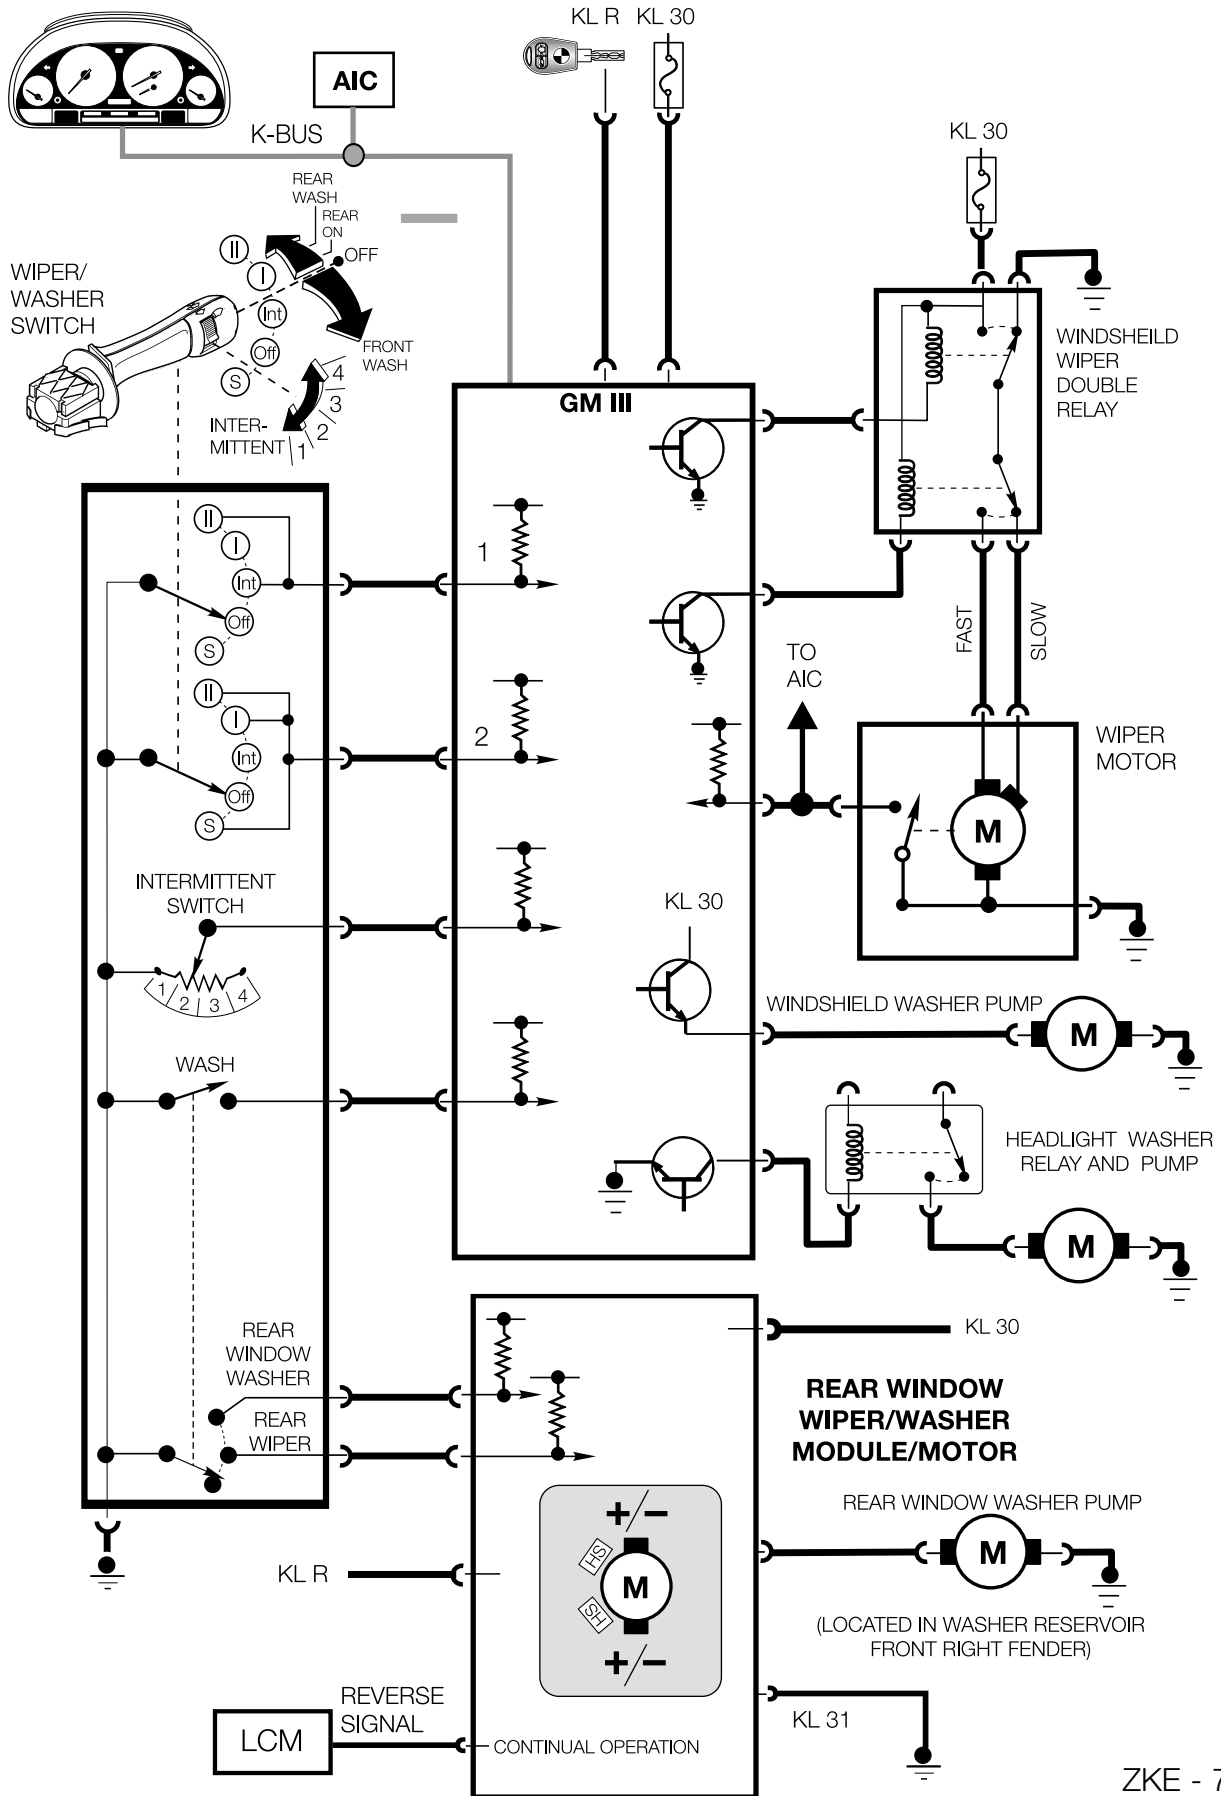 KL R
KL 30
AIC
K-BUS
KL 30
REAR
WASH
REAR
ON
OFF
II
I
Int
Off
S
WIPER/
WASHER
SWITCH
FRONT
WASH
4
3
2
1
INTER-
MITTENT
WINDSHEILD
WIPER
DOUBLE
RELAY
GM III
II
I
Int
Off
S
1
FAST
SLOW
TO
AIC
II
I
Int
Off
S
2
WIPER
MOTOR
M
INTERMITTENT
SWITCH
1
2
3
4
KL 30
WINDSHIELD WASHER PUMP
M
WASH
HEADLIGHT WASHER
RELAY AND PUMP
M
REAR
WINDOW
WASHER
REAR
WIPER
KL 30
REAR WINDOW
WIPER/WASHER
MODULE/MOTOR
+/−
HS
M
SH
+/−
REAR WINDOW WASHER PUMP
M
(LOCATED IN WASHER RESERVOIR
FRONT RIGHT FENDER)
KL R
REVERSE
SIGNAL
LCM
CONTINUAL OPERATION
KL 31
ZKE - 7